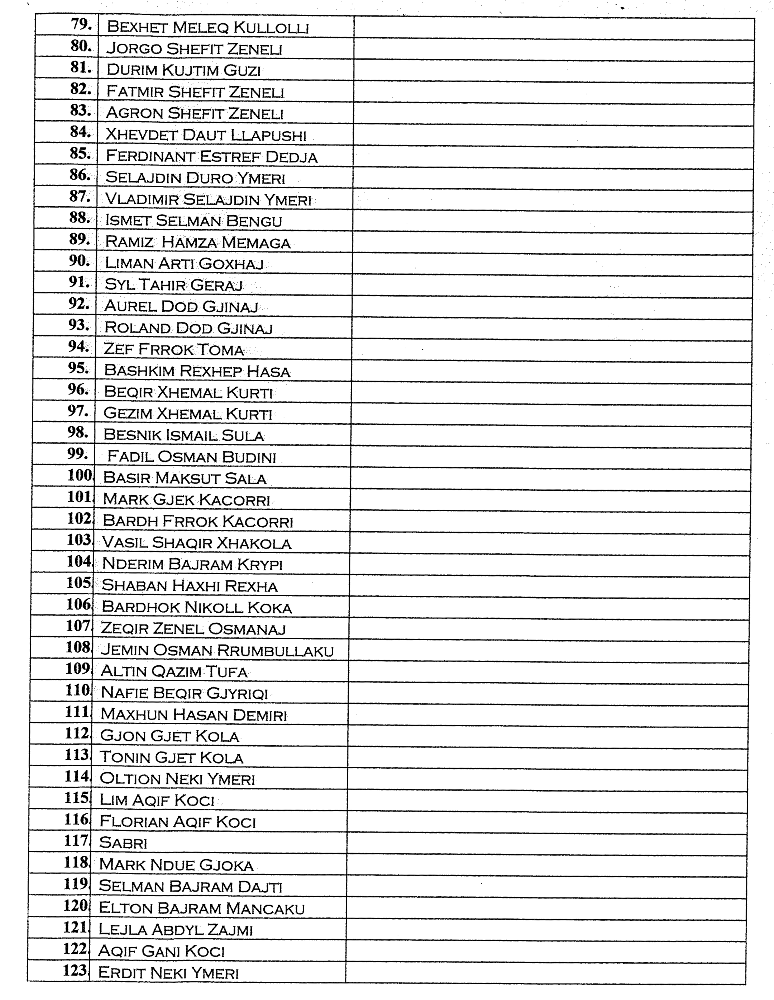 79. BEXHET MELEQ KULLOLLI
80. JORGO SHEFIT ZENELI
81. DURIM KUJTIM GUZI
82. FATMIR SHEFIT ZENELI
83. AGRON SHEFIT ZENELI
84. XHEVDET DAUT LLAPUSHI
85. FERDINANT ESTREF DEDJA
86. SELAJDIN DURO YMERI
87. VLADIMIR SELAJDIN YMERI
88. ISMET SELMAN BENGU
89. RAMIZ HAMZA MEMAGA
90. LIMAN ARTI GOXHAJ
91. SYL TAHIR GERAJ
92. AUREL DOD GJINAJ
93. ROLAND DOD GJINAJ
94. ZEF FRROK TOMA
95. BASHKIM REXHEP HASA
96. BEQIR XHEMAL KURTI
97. GEZIM XHEMAL KURTI
98. BESNIK ISMAIL SULA
99. FADIL OSMAN BUDINI
100. BASIR MAKSUT SALA
101. MARK GJEK KACORRI
102. BARDH FRROK KACORRI
103. VASIL SHAQIR XHAKOLA
104. NDERIM BAJRAM KRYPI
105. SHABAN HAXHI REXHA
106. BARDHOK NIKOLL KOKA
107. ZEQIR ZENEL OSMANAJ
108. JEMIN OSMAN RRUMBULLAKU
109. ALTIN QAZIM TUFA
110. NAFIE BEQIR GJYRIQI
111. MAXHUN HASAN DEMIRI
112. GJON GJET KOLA
113. TONIN GJET KOLA
114. OLTION NEKI YMERI
115. LIM AQIF KOCI
116. FLORIAN AQIF KOCI
117. SABRI
118. MARK NDUE GJOKA
119. SELMAN BAJRAM DAJTI
120. ELTON BAJRAM MANCAKU
121. LEJLA ABDYL ZAJMI
122. AQIF GANI KOCI
123. ERDIT NEKI YMERI